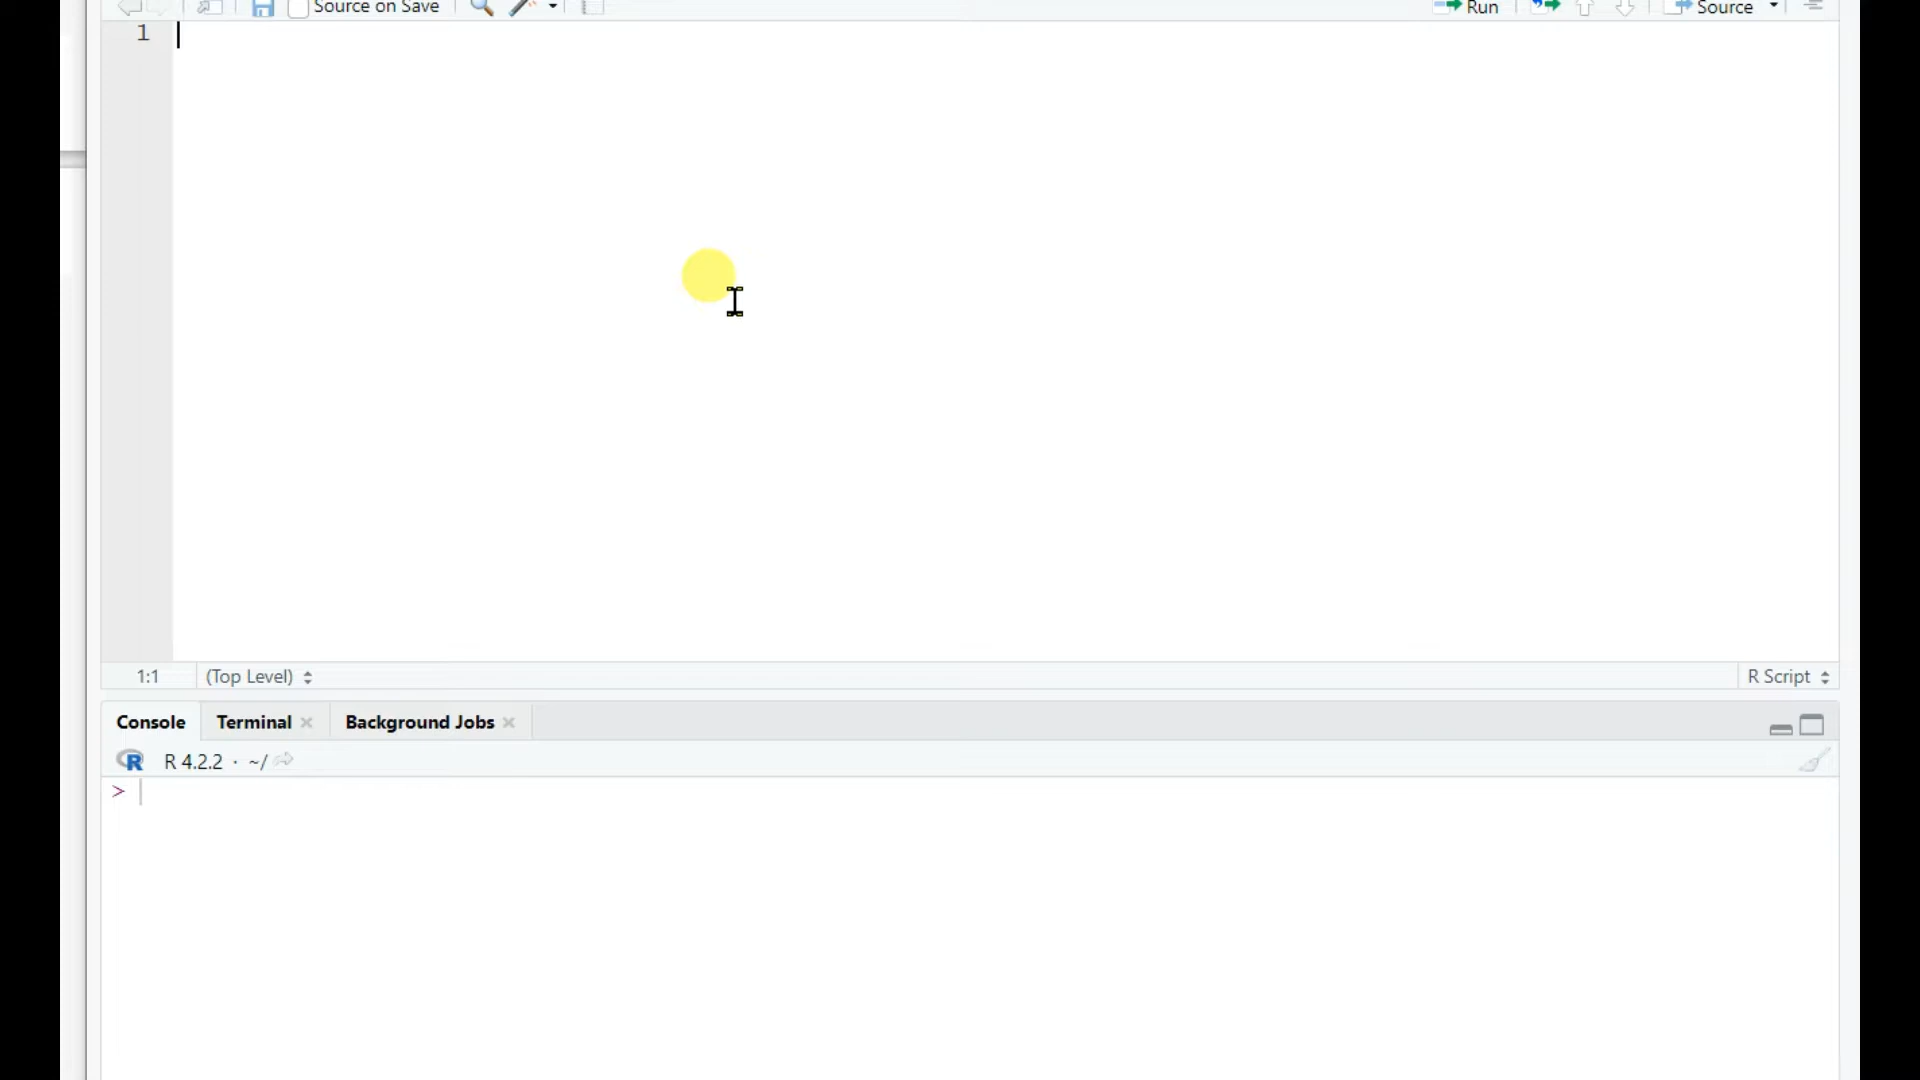 Source on Save Run Source
1
1:1 (Top Level) R Script
Console Terminal Background Jobs
R R 4.2.2 · ~/
>